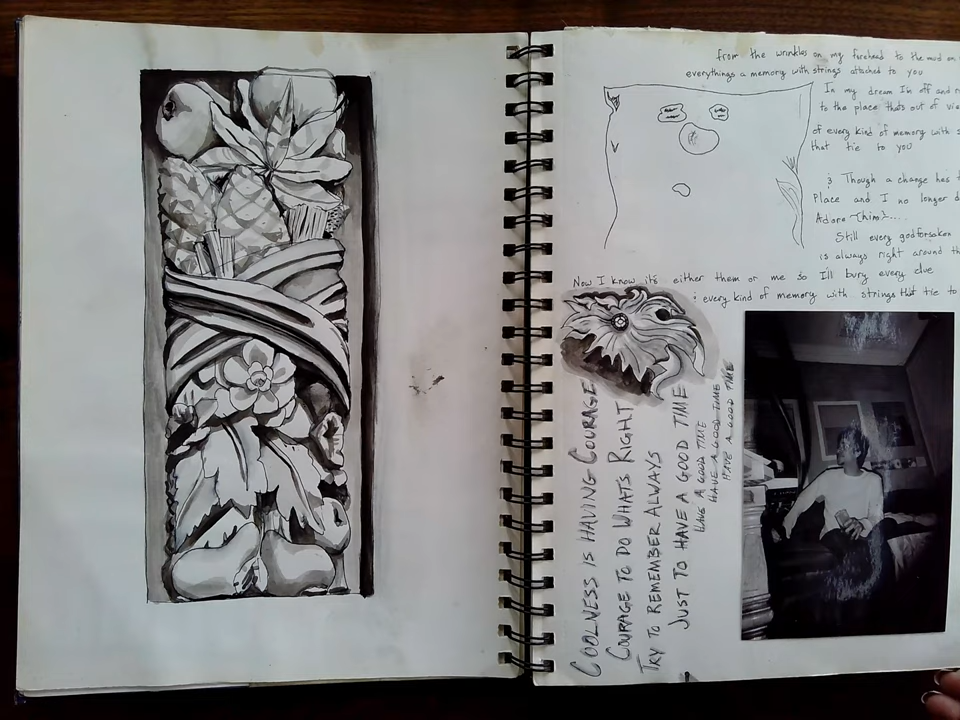 from the wrinkles on my forehead to the mud on
everythings a memory with strings attached to you
In my dream I'm off and
to the place that's out of
of every kind of memory with
that tie to you
Though a change has
Place and I no longer
Adore
Still every godforsaken
is always right around
Now I know it's either them or me so I'll bury every clue
every kind of memory with strings that tie to
COOLNESS IS HAVING COURAGE
COURAGE TO DO WHATS RIGHT
TRY TO REMEMBER ALWAYS
JUST TO HAVE A GOOD TIME
HAVE A GOOD TIME
HAVE A GOOD TIME
HAVE A GOOD TIME